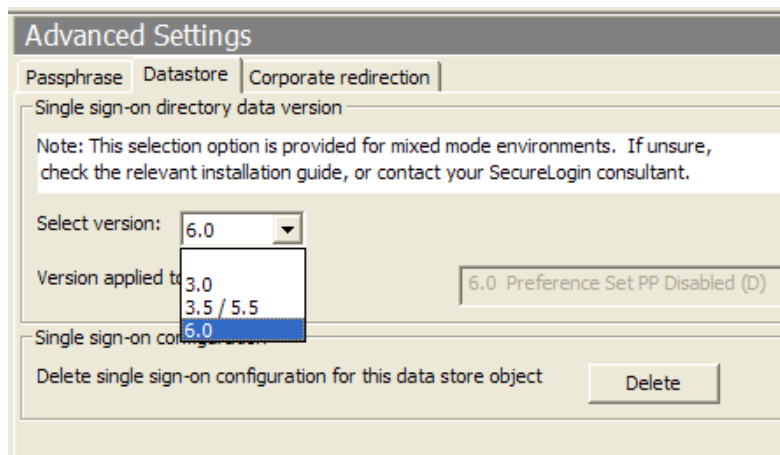 Advanced Settings
Passphrase Datastore Corporate redirection
Single sign-on directory data version
Note: This selection option is provided for mixed mode environments. If unsure,
check the relevant installation guide, or contact your SecureLogin consultant.
Select version: 6.0
Version applied to
6.0 Preference Set PP Disabled (D)
3.0
3.5 / 5.5
6.0
Single sign-on
Delete single sign-on configuration for this data store object Delete